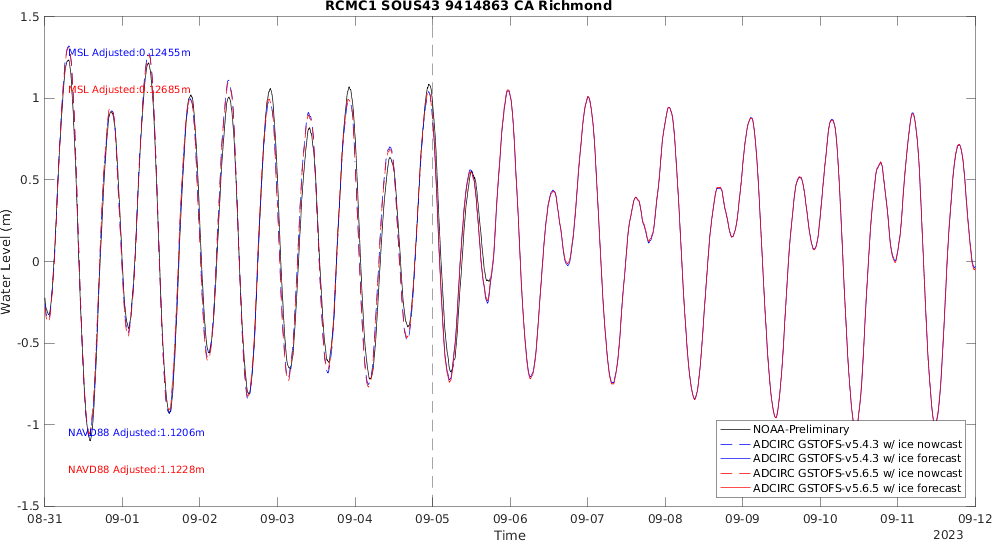 RCMC1 SOUS43 9414863 CA Richmond
1.5
1
0.5
0
-0.5
-1
-1.5
Water Level (m)
MSL Adjusted:0.12455m
MSL Adjusted:0.12685m
NAVD88 Adjusted:1.1206m
NAVD88 Adjusted:1.1228m
NOAA-Preliminary
ADCIRC GSTOFS-v5.4.3 w/ ice nowcast
ADCIRC GSTOFS-v5.4.3 w/ ice forecast
ADCIRC GSTOFS-v5.6.5 w/ ice nowcast
ADCIRC GSTOFS-v5.6.5 w/ ice forecast
08-31 09-01 09-02 09-03 09-04 09-05 09-06 09-07 09-08 09-09 09-10 09-11 09-12
Time
2023